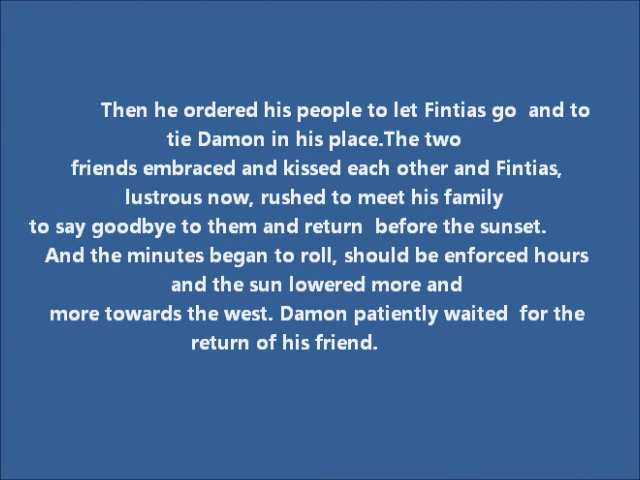 Then he ordered his people to let Fintias go  and to
tie Damon in his place.The two
friends embraced and kissed each other and Fintias,
lustrous now, rushed to meet his family
to say goodbye to them and return  before the sunset.
And the minutes began to roll, should be enforced hours
and the sun lowered more and
more towards the west. Damon patiently waited  for the
return of his friend.